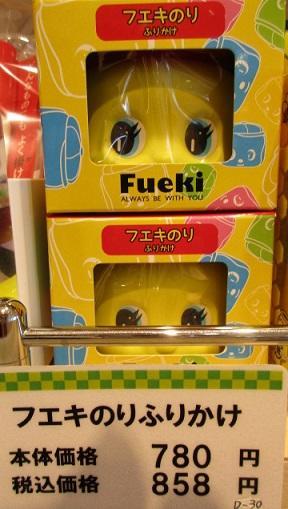 フエキのり
ふりかけ
Fueki
ALWAYS BE WITH YOU
フエキのり
ふりかけ
フエキのりふりかけ
本体価格 780 円
税込価格 858 円
D-30